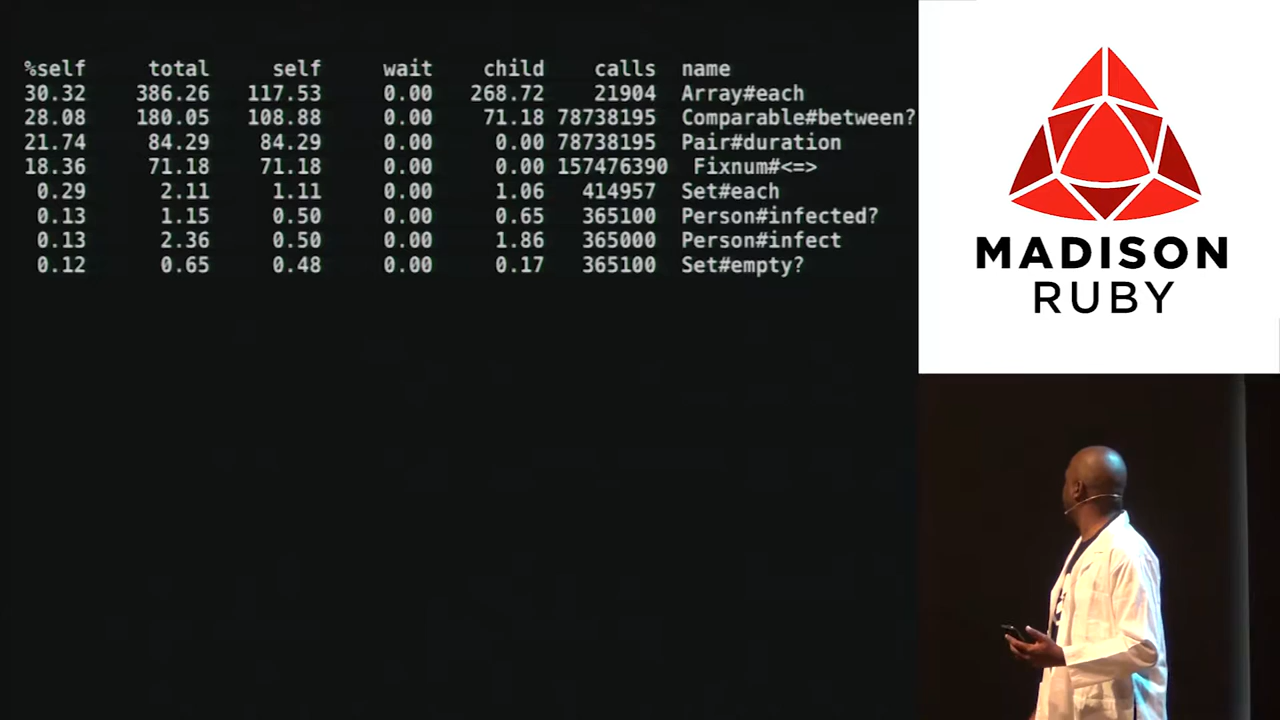 %self total self wait child calls name
30.32 386.26 117.53 0.00 268.72 21904 Array#each
28.08 180.05 108.88 0.00 71.18 78738195 Comparable#between?
21.74 84.29 84.29 0.00 0.00 78738195 Pair#duration
18.36 71.18 71.18 0.00 0.00 157476390 Fixnum#<=>
0.29 2.11 1.11 0.00 1.06 414957 Set#each
0.13 1.15 0.50 0.00 0.65 365100 Person#infected?
0.13 2.36 0.50 0.00 1.86 365000 Person#infect
0.12 0.65 0.48 0.00 0.17 365100 Set#empty?
MADISON
RUBY